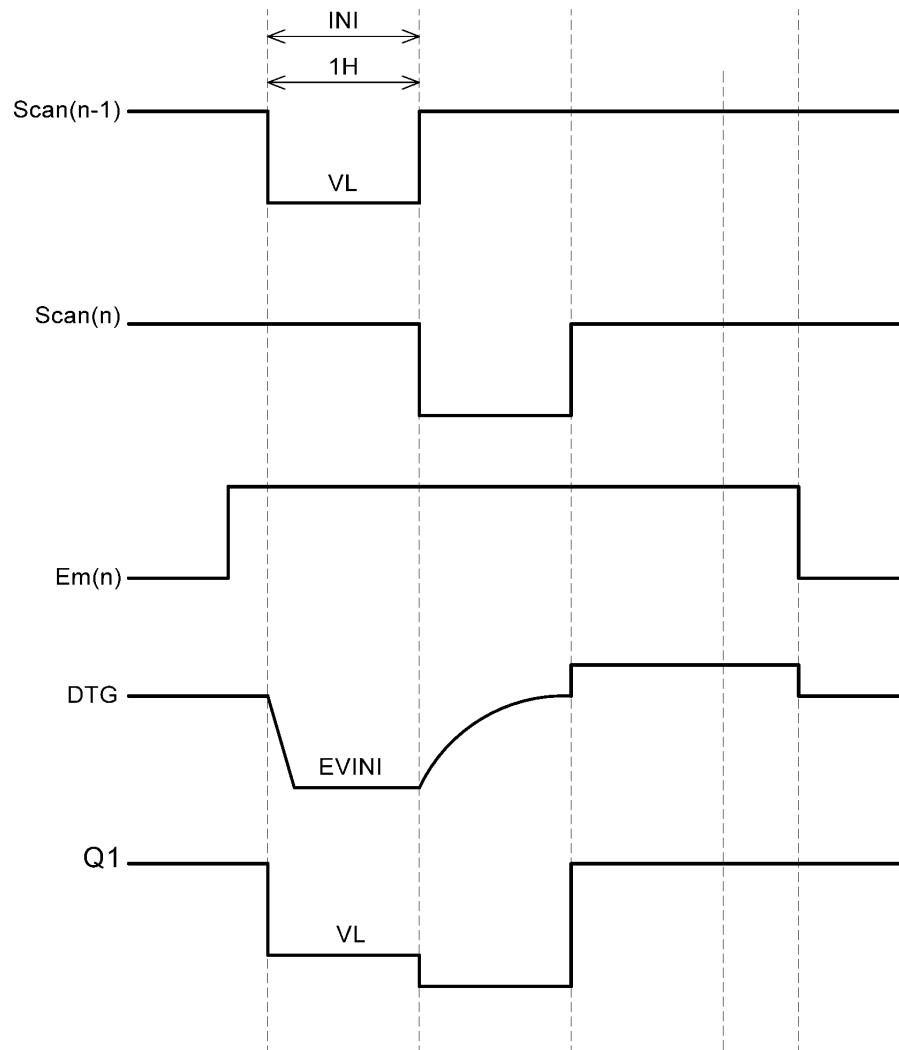 INI
1H
Scan(n-1)
VL
Scan(n)
Em(n)
DTG
EVINI
Q1
VL